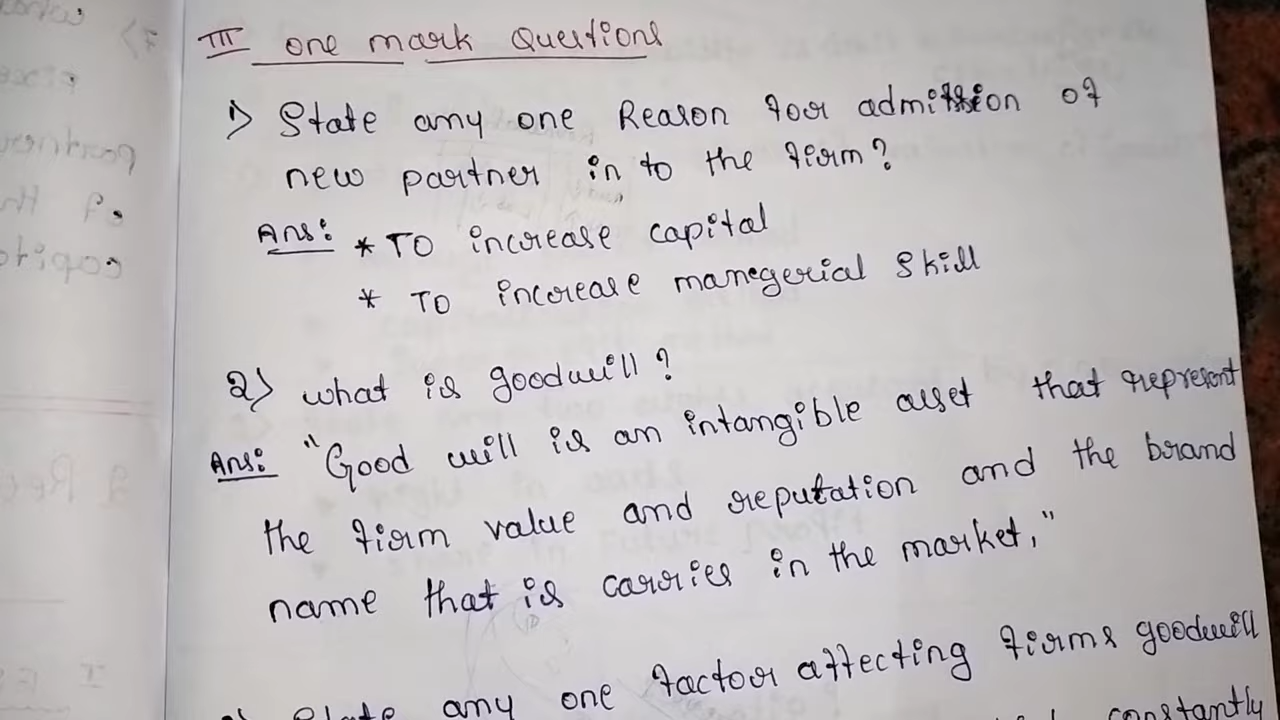 III one mark Questions
1) State any one Reason for admission of
new partner in to the firm?
Ans: * TO increase capital
* TO increase manegerial skill
2) what is goodwill?
Ans: "Good will is an intangible asset that represent
the firm value and reputation and the brand
name that is carries in the market,"
State any one factor affecting firms goodwill
constantly